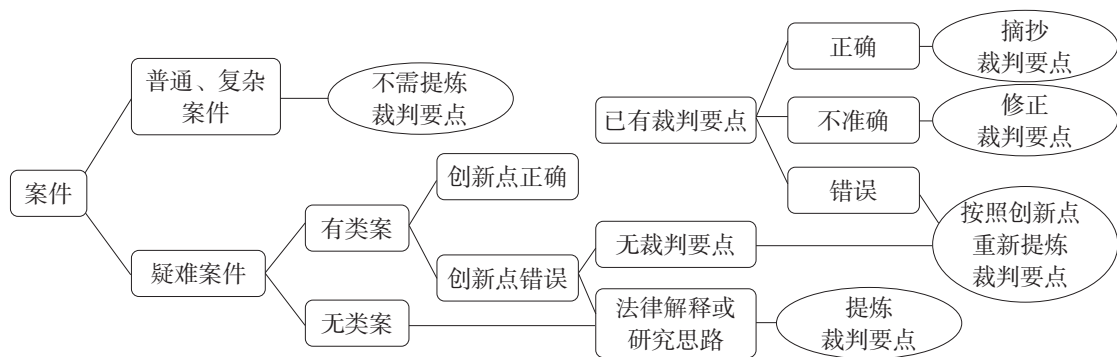 案件
普通、复杂
案件
不需提炼
裁判要点
疑难案件
有类案
无类案
创新点正确
创新点错误
已有裁判要点
正确
摘抄
裁判要点
不准确
修正
裁判要点
错误
按照创新点
重新提炼
裁判要点
无裁判要点
法律解释或
研究思路
提炼
裁判要点